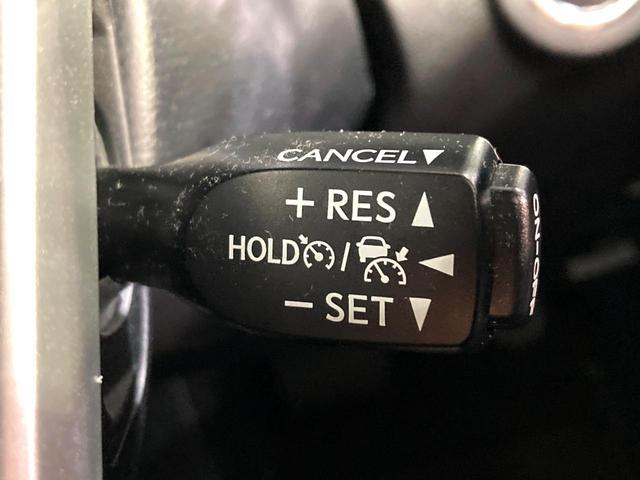 CANCEL▼
+ RES ▲
HOLD / ◀
− SET ▼
ON-OFF